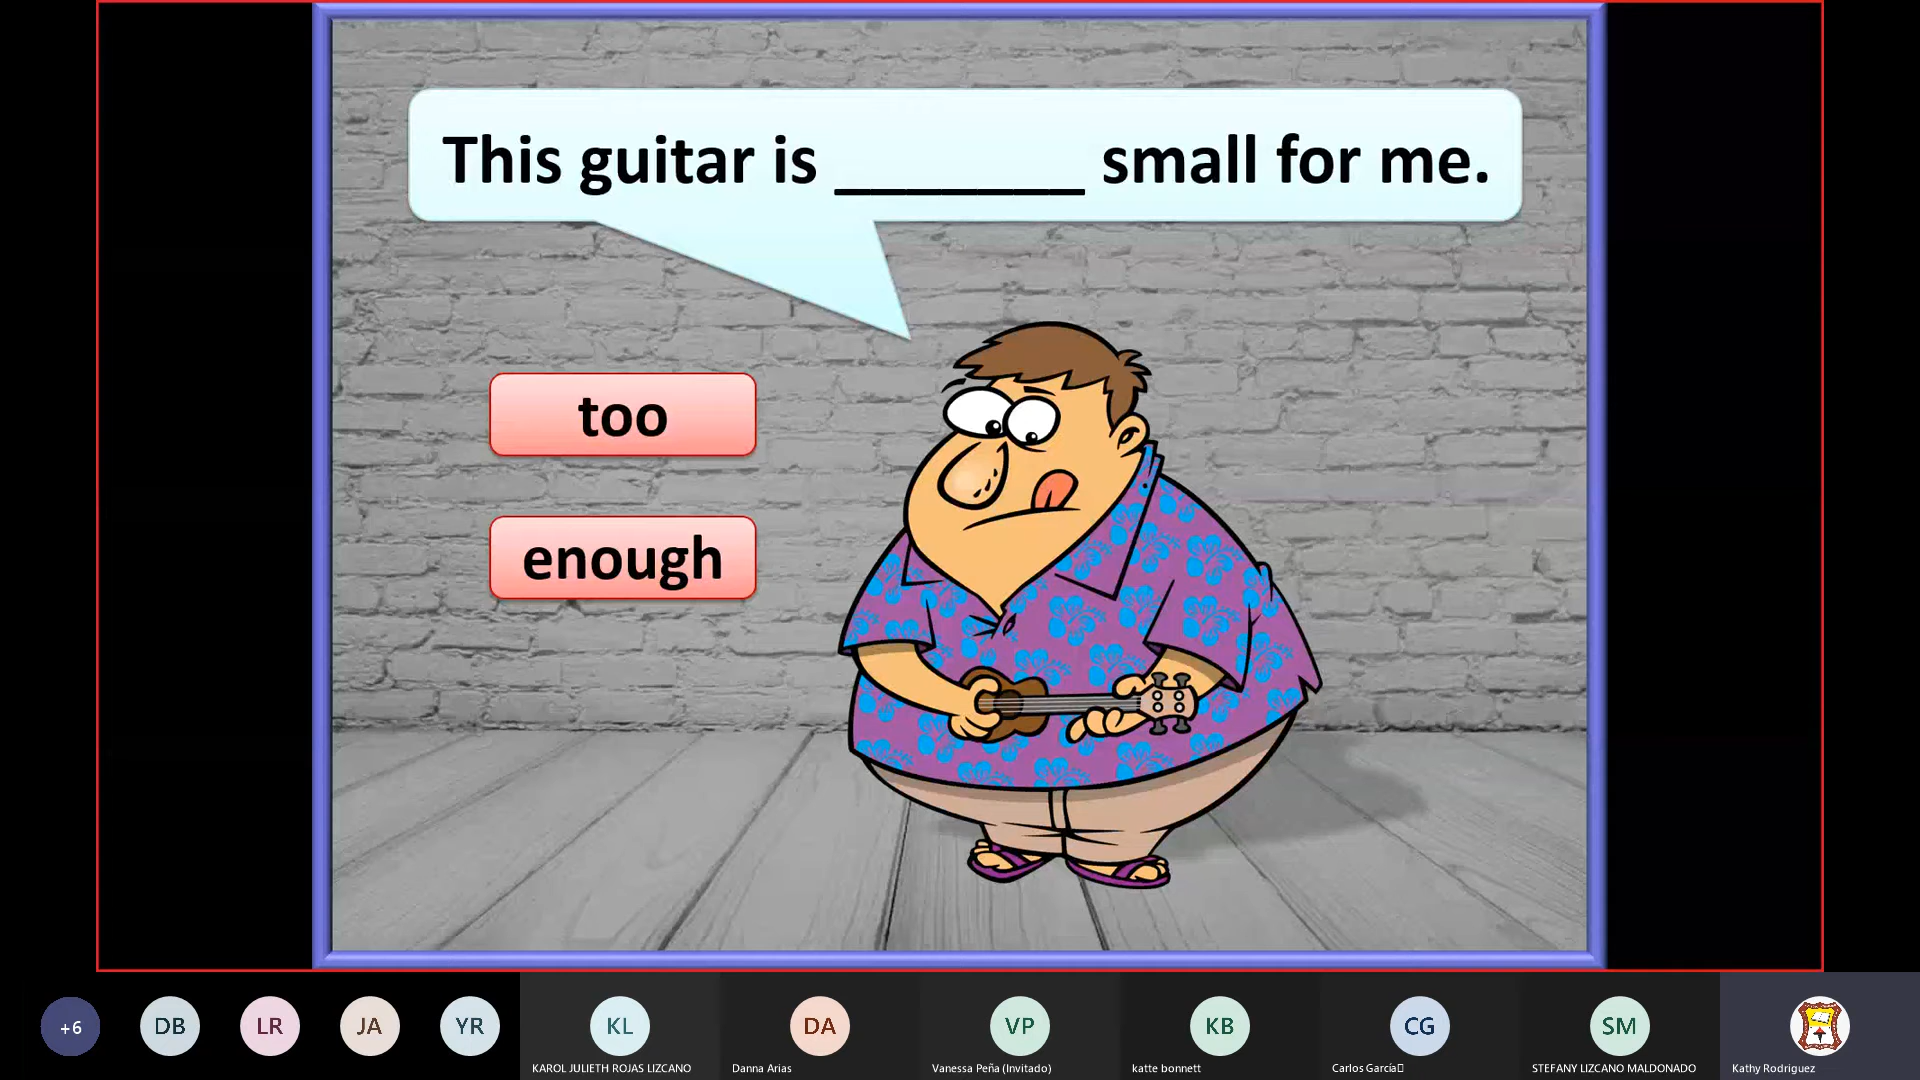 This guitar is _______ small for me.
too
enough
+6
DB
LR
JA
YR
KL
DA
VP
KB
CG
SM
KAROL JULIETH ROJAS LIZCANO
Danna Arias
Vanessa Peña (Invitado)
katte bonnett
Carlos García
STEFANY LIZCANO MALDONADO
Kathy Rodriguez